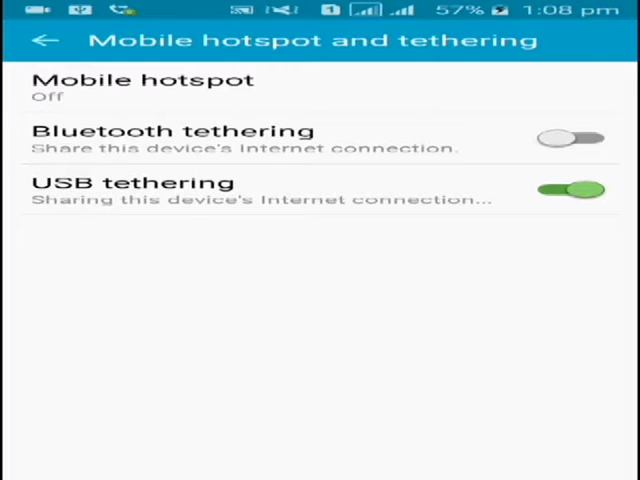 1 57% 1:08 pm
Mobile hotspot and tethering
Mobile hotspot
Off
Bluetooth tethering
Share this device's Internet connection.
USB tethering
Sharing this device's Internet connection...